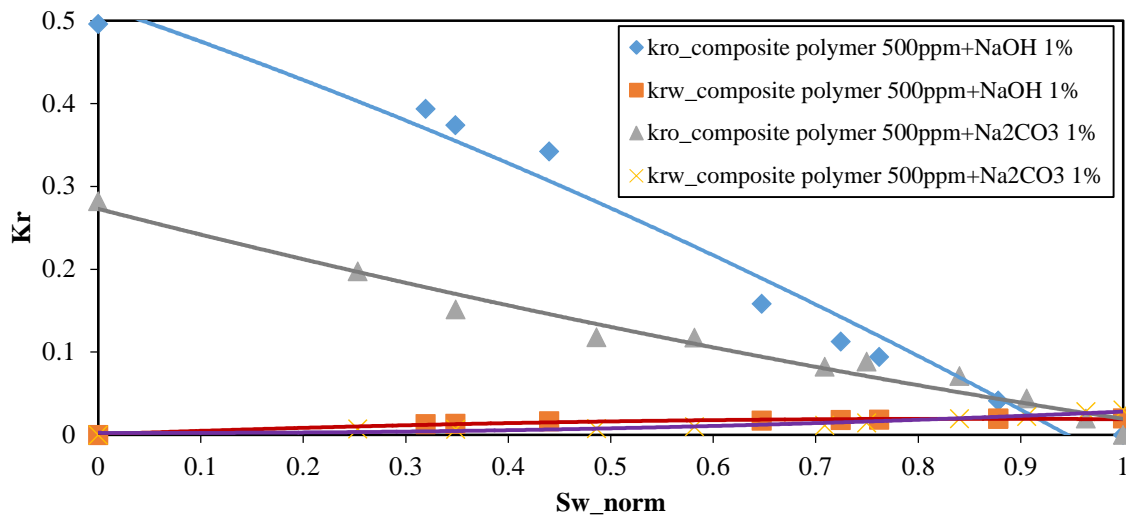 0.5
0.4
0.3
0.2
0.1
0
Kr
kro_composite polymer 500ppm+NaOH 1%
krw_composite polymer 500ppm+NaOH 1%
kro_composite polymer 500ppm+Na2CO3 1%
krw_composite polymer 500ppm+Na2CO3 1%
0 0.1 0.2 0.3 0.4 0.5 0.6 0.7 0.8 0.9 1
Sw_norm